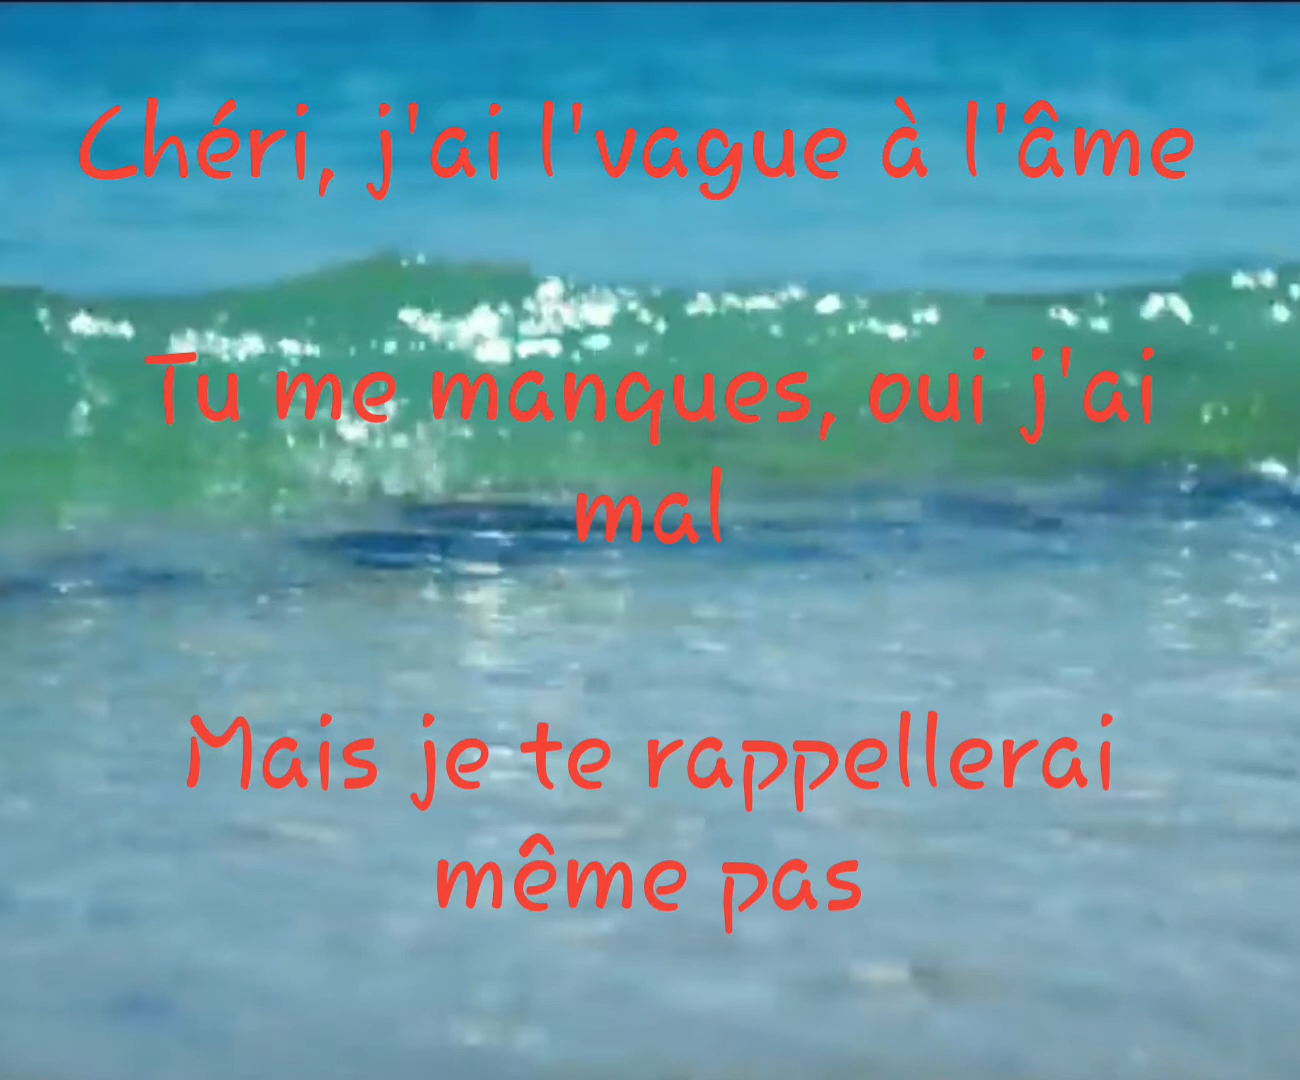 Chéri, j'ai l'vague à l'âme
Tu me manques, oui j'ai
mal
Mais je te rappellerai
même pas